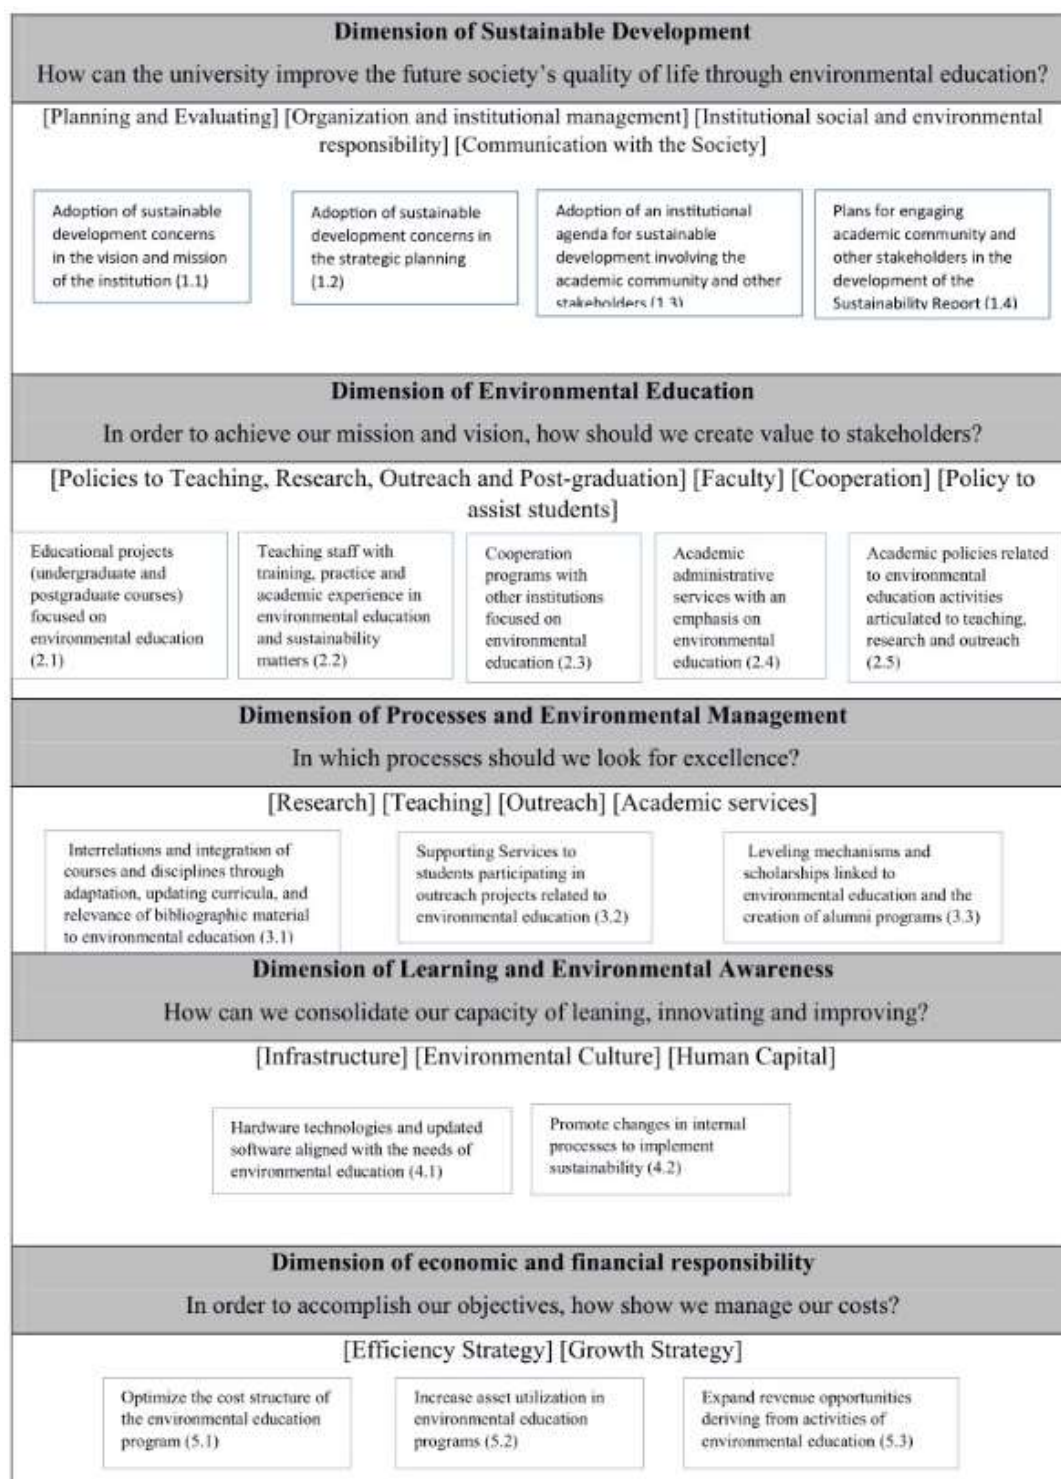 Dimension of Sustainable Development
How can the university improve the future society's quality of life through environmental education?
[Planning and Evaluating] [Organization and institutional management] [Institutional social and environmental
responsibility] [Communication with the Society]
Adoption of sustainable
development concerns
in the vision and mission
of the institution (1.1)
Adoption of sustainable
development concerns in
the strategic planning
(1.2)
Adoption of an institutional
agenda for sustainable
development involving the
academic community and other
stakeholders (1.3)
Plans for engaging
academic community and
other stakeholders in the
development of the
Sustainability Report (1.4)
Dimension of Environmental Education
In order to achieve our mission and vision, how should we create value to stakeholders?
[Policies to Teaching, Research, Outreach and Post-graduation] [Faculty] [Cooperation] [Policy to
assist students]
Educational projects
(undergraduate and
postgraduate courses)
focused on
environmental education
(2.1)
Teaching staff with
training, practice and
academic experience in
environmental education
and sustainability
matters (2.2)
Cooperation
programs with
other institutions
focused on
environmental
education (2.3)
Academic
administrative
services with an
emphasis on
environmental
education (2.4)
Academic policies related
to environmental
education activities
articulated to teaching,
research and outreach
(2.5)
Dimension of Processes and Environmental Management
In which processes should we look for excellence?
[Research] [Teaching] [Outreach] [Academic services]
Interrelations and integration of
courses and disciplines through
adaptation, updating curricula, and
relevance of bibliographic material
to environmental education (3.1)
Supporting Services to
students participating in
outreach projects related to
environmental education (3.2)
Leveling mechanisms and
scholarships linked to
environmental education and the
creation of alumni programs (3.3)
Dimension of Learning and Environmental Awareness
How can we consolidate our capacity of leaning, innovating and improving?
[Infrastructure] [Environmental Culture] [Human Capital]
Hardware technologies and updated
software aligned with the needs of
environmental education (4.1)
Promote changes in internal
processes to implement
sustainability (4.2)
Dimension of economic and financial responsibility
In order to accomplish our objectives, how show we manage our costs?
[Efficiency Strategy] [Growth Strategy]
Optimize the cost structure of
the environmental education
program (5.1)
Increase asset utilization in
environmental education
programs (5.2)
Expand revenue opportunities
deriving from activities of
environmental education (5.3)